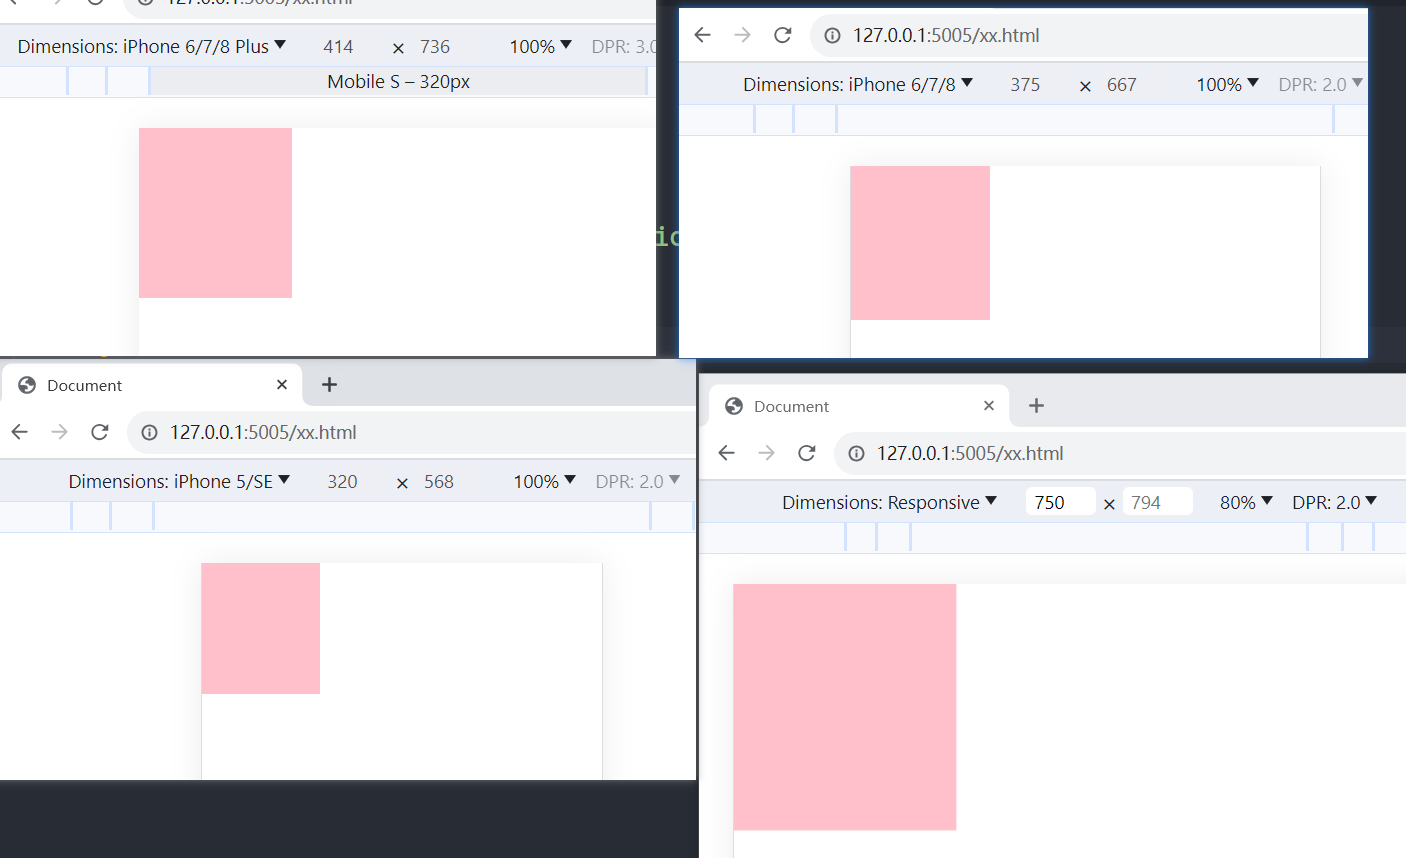 127.0.0.1:5005/xx.html
Dimensions: iPhone 6/7/8 Plus 414 × 736 100% DPR: 3.0
Mobile S – 320px
127.0.0.1:5005/xx.html
Dimensions: iPhone 6/7/8 375 × 667 100% DPR: 2.0
ic
Document
127.0.0.1:5005/xx.html
Dimensions: iPhone 5/SE 320 × 568 100% DPR: 2.0
Document
127.0.0.1:5005/xx.html
Dimensions: Responsive 750 × 794 80% DPR: 2.0